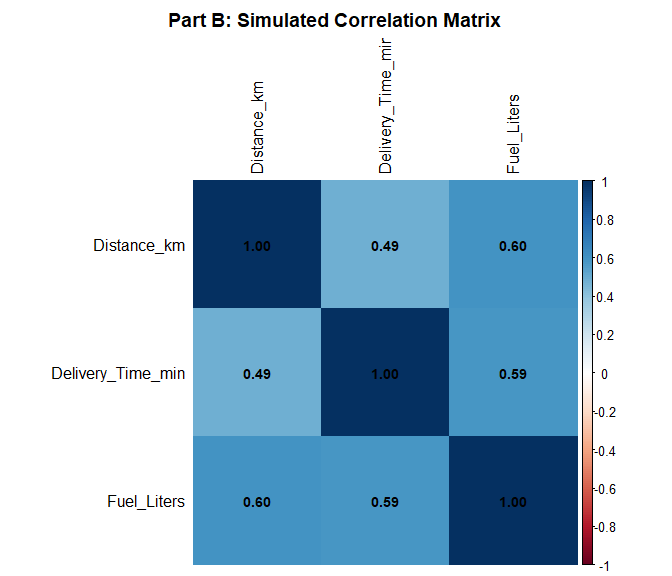 Part B: Simulated Correlation Matrix
Distance_km
Delivery_Time_mir
Fuel_Liters
Distance_km 1.00 0.49 0.60
Delivery_Time_min 0.49 1.00 0.59
Fuel_Liters 0.60 0.59 1.00
1
0.8
0.6
0.4
0.2
0
-0.2
-0.4
-0.6
-0.8
-1